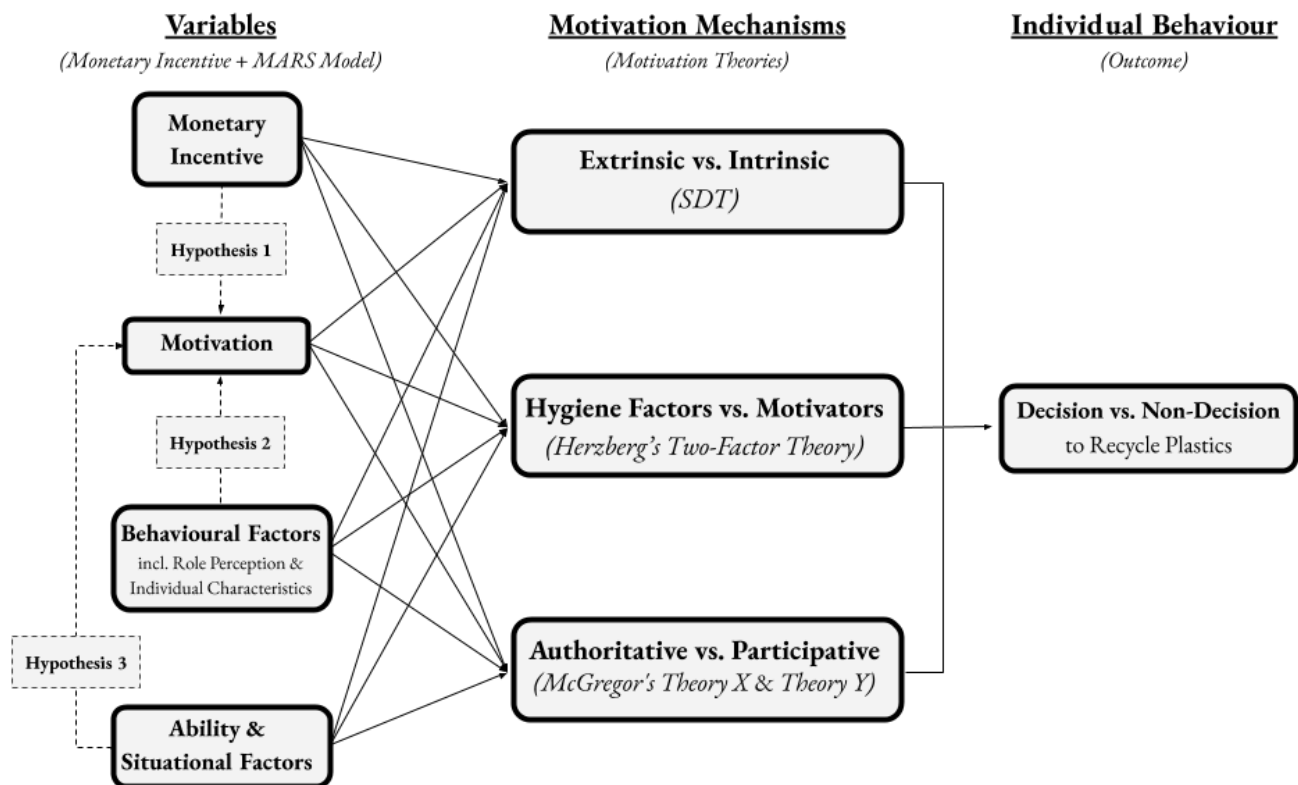 Variables
(Monetary Incentive + MARS Model)
Motivation Mechanisms
(Motivation Theories)
Individual Behaviour
(Outcome)
Monetary
Incentive
Hypothesis 1
Motivation
Hypothesis 2
Behavioural Factors
incl. Role Perception &
Individual Characteristics
Hypothesis 3
Ability &
Situational Factors
Extrinsic vs. Intrinsic
(SDT)
Hygiene Factors vs. Motivators
(Herzberg's Two-Factor Theory)
Authoritative vs. Participative
(McGregor's Theory X & Theory Y)
Decision vs. Non-Decision
to Recycle Plastics